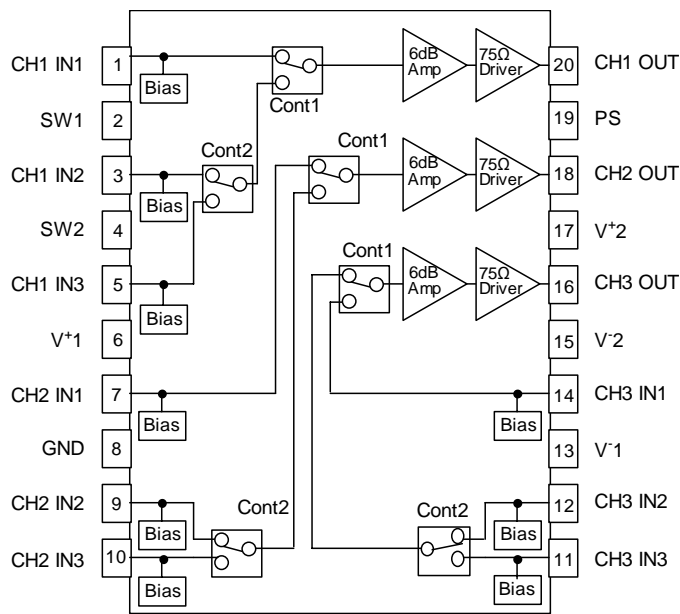 CH1 IN1
1
Bias
Cont1
6dB
Amp
75Ω
Driver
20
CH1 OUT
SW1
2
19
PS
CH1 IN2
3
Bias
Cont2
Cont1
6dB
Amp
75Ω
Driver
18
CH2 OUT
SW2
4
17
V+2
CH1 IN3
5
Bias
Cont1
6dB
Amp
75Ω
Driver
16
CH3 OUT
V+1
6
15
V-2
CH2 IN1
7
Bias
14
CH3 IN1
Bias
GND
8
13
V-1
CH2 IN2
9
Bias
Cont2
Cont2
12
CH3 IN2
Bias
CH2 IN3
10
Bias
11
CH3 IN3
Bias